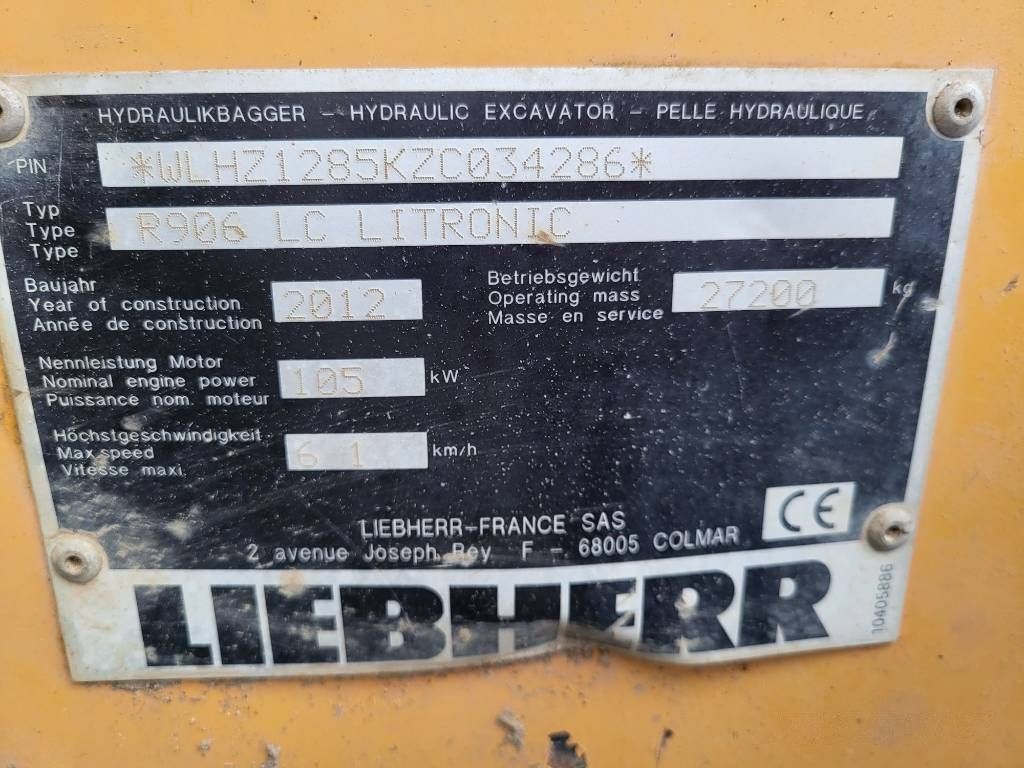 HYDRAULIKBAGGER - HYDRAULIC EXCAVATOR - PELLE HYDRAULIQUE
PIN *WLHZ1285KZC034286*
Typ
Type R906 LC LITRONIC
Type
Baujahr
Year of construction 2012
Année de construction
Betriebsgewicht
Operating mass 27200 kg
Masse en service
Nennleistung Motor
Nominal engine power 105 kW
Puissance nom. moteur
Höchstgeschwindigkeit
Max.speed 6 1 km/h
Vitesse maxi.
LIEBHERR-FRANCE SAS
2 avenue Joseph Rey F - 68005 COLMAR
CE
LIEBHERR
10405886